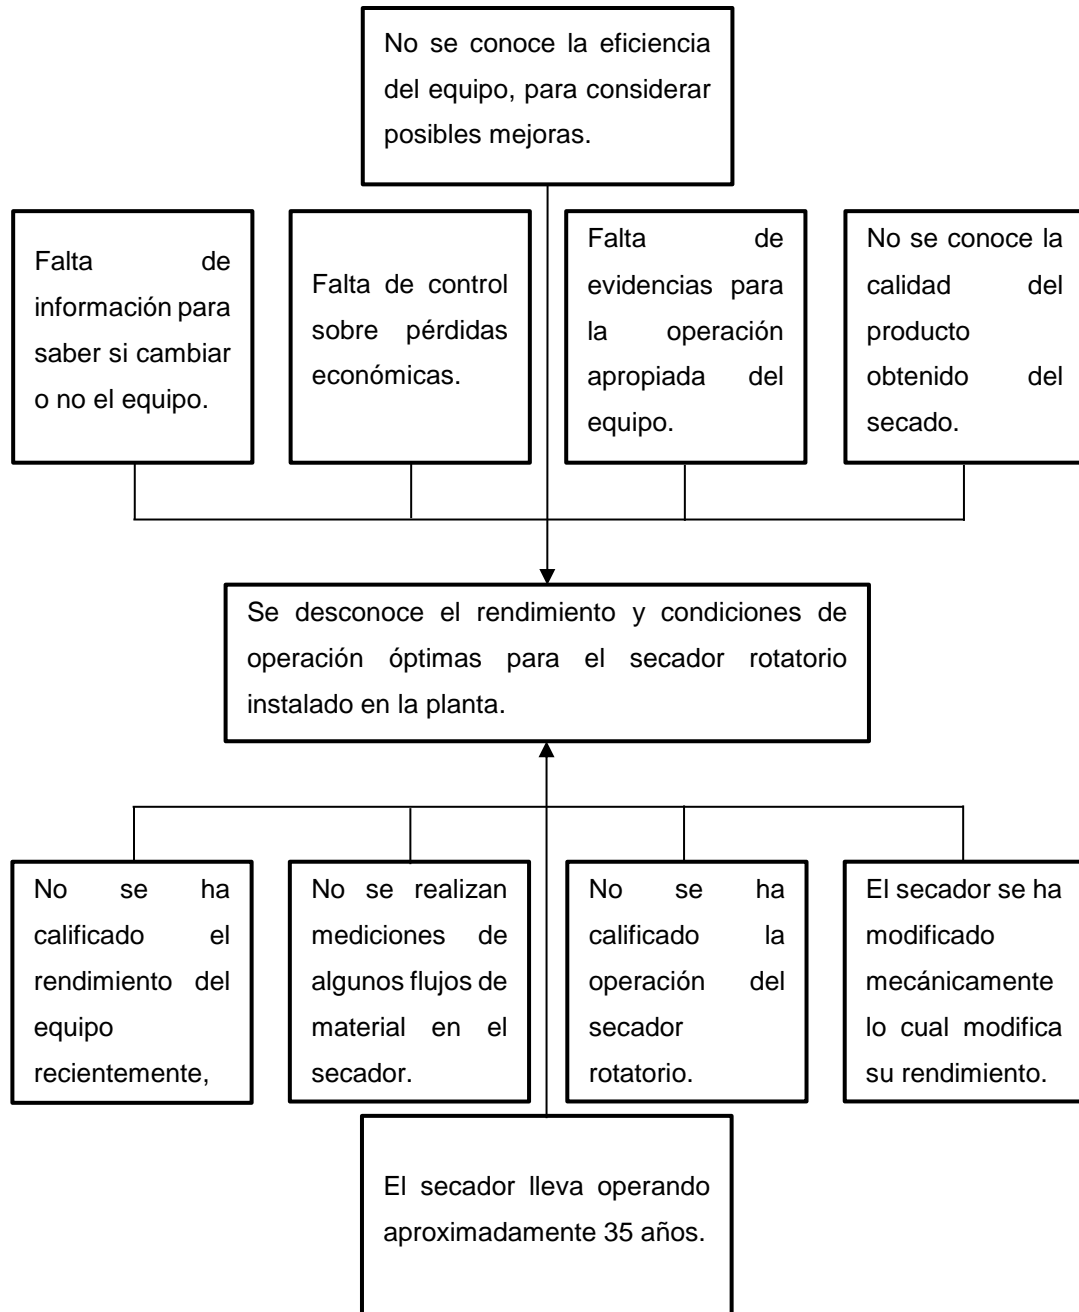 No se conoce la eficiencia
del equipo, para considerar
posibles mejoras.
Falta de
información para
saber si cambiar
o no el equipo.
Falta de control
sobre pérdidas
económicas.
Falta de
evidencias para
la operación
apropiada del
equipo.
No se conoce la
calidad del
producto
obtenido del
secado.
Se desconoce el rendimiento y condiciones de
operación óptimas para el secador rotatorio
instalado en la planta.
No se ha
calificado el
rendimiento del
equipo
recientemente,
No se realizan
mediciones de
algunos flujos de
material en el
secador.
No se ha
calificado la
operación del
secador
rotatorio.
El secador se ha
modificado
mecánicamente
lo cual modifica
su rendimiento.
El secador lleva operando
aproximadamente 35 años.